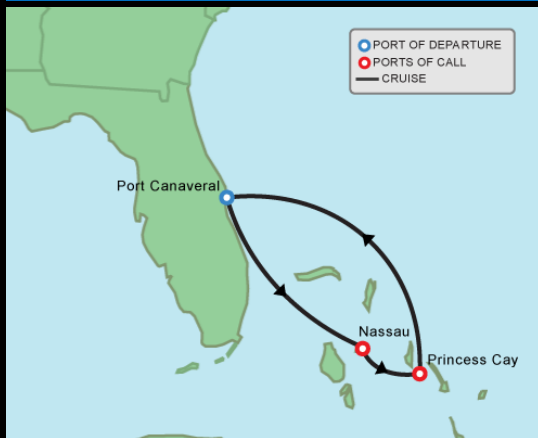 PORT OF DEPARTURE
PORTS OF CALL
CRUISE
Port Canaveral
Nassau
Princess Cay